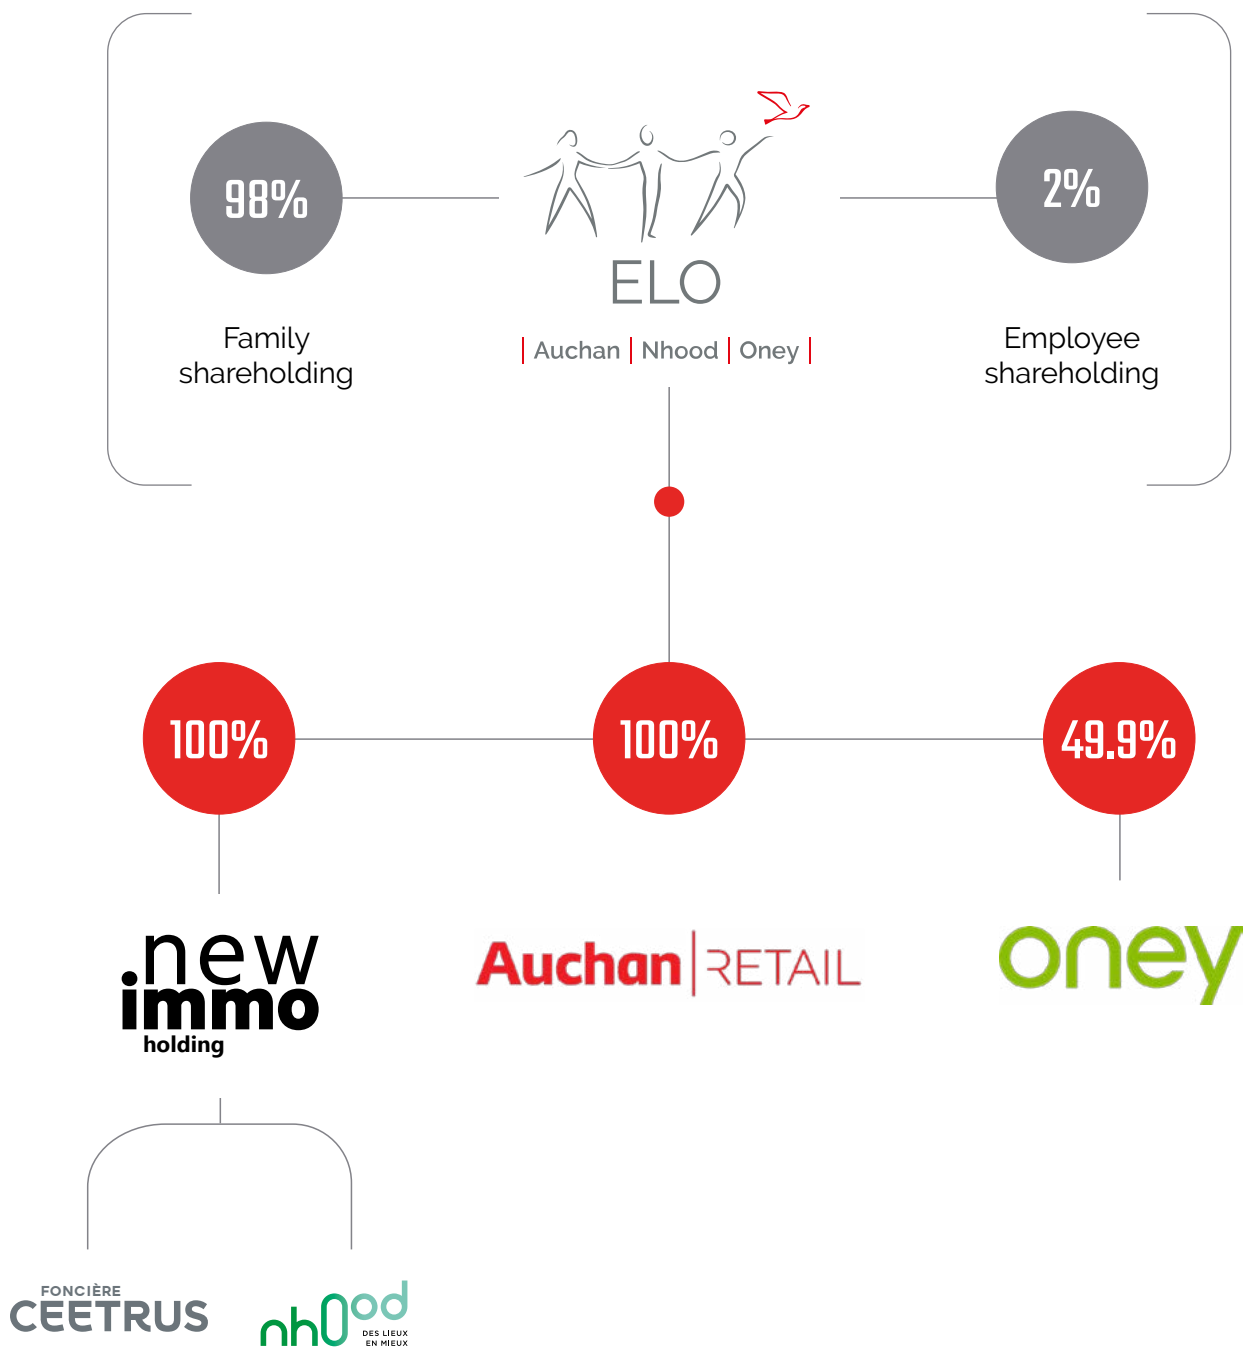 98%
2%
ELO
Auchan | Nhood | Oney
Family
shareholding
Employee
shareholding
100%
100%
49.9%
new
immo
holding
Auchan RETAIL
oney
FONCIÈRE
CEETRUS
nhood
DES LIEUX
EN MIEUX